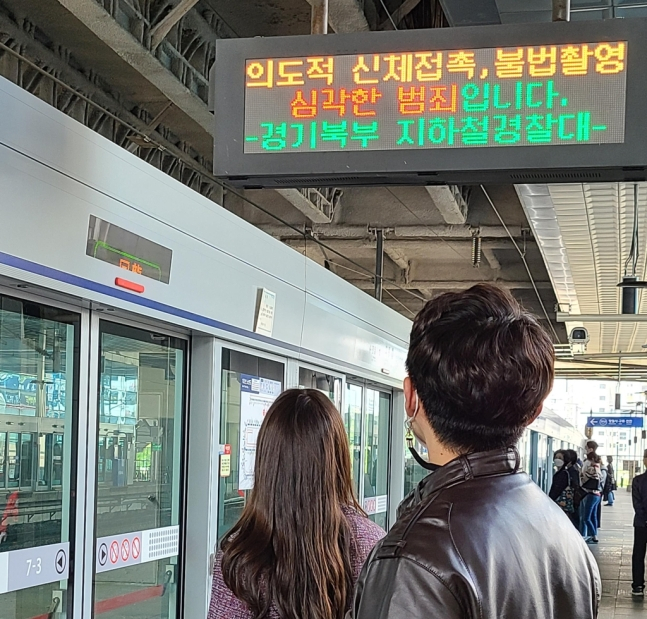 의도적 신체접촉,불법촬영
심각한 범죄입니다.
-경기북부 지하철경찰대-
7-3